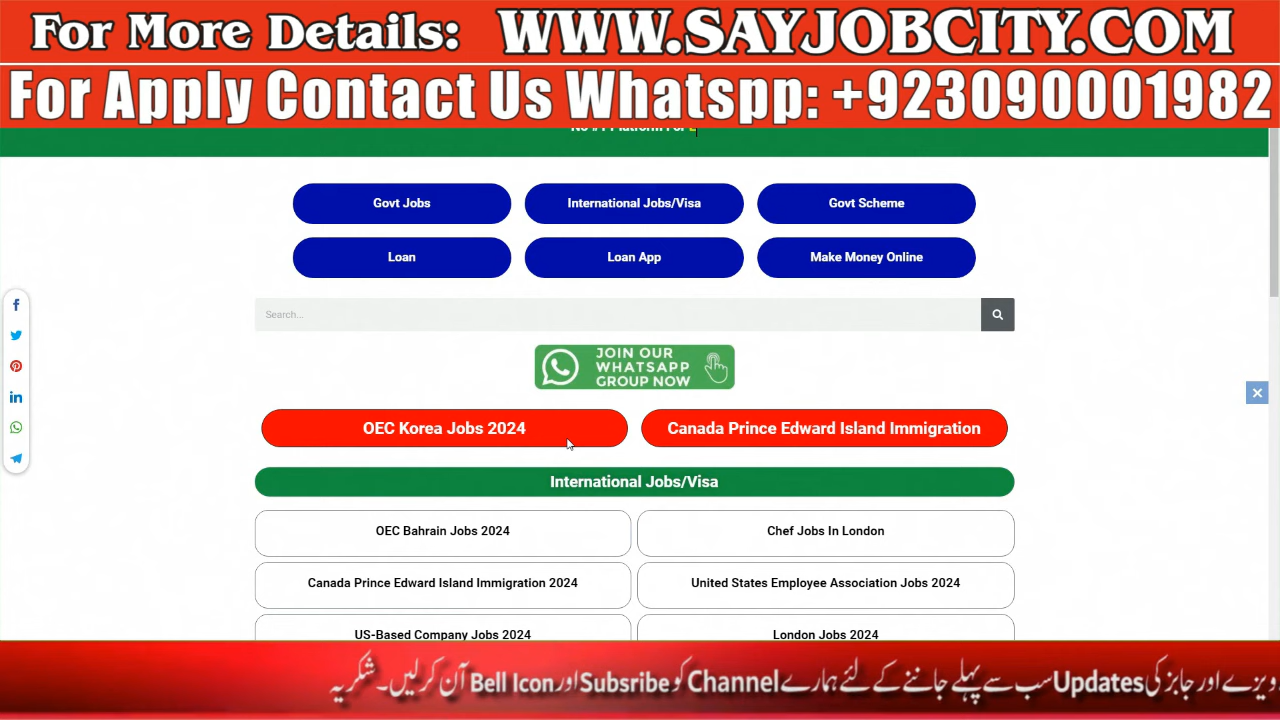 For More Details: WWW.SAYJOBCITY.COM
For Apply Contact Us Whatspp: +923090001982
Govt Jobs
International Jobs/Visa
Govt Scheme
Loan
Loan App
Make Money Online
Search...
JOIN OUR
WHATSAPP
GROUP NOW
OEC Korea Jobs 2024
Canada Prince Edward Island Immigration
International Jobs/Visa
OEC Bahrain Jobs 2024
Chef Jobs In London
Canada Prince Edward Island Immigration 2024
United States Employee Association Jobs 2024
US-Based Company Jobs 2024
London Jobs 2024
ویزے اور جابز کی Updates سب سے پہلے جاننے کے لئے ہمارے Channel کو Subsribe اور Bell Icon آن کرلیں۔شکریہ